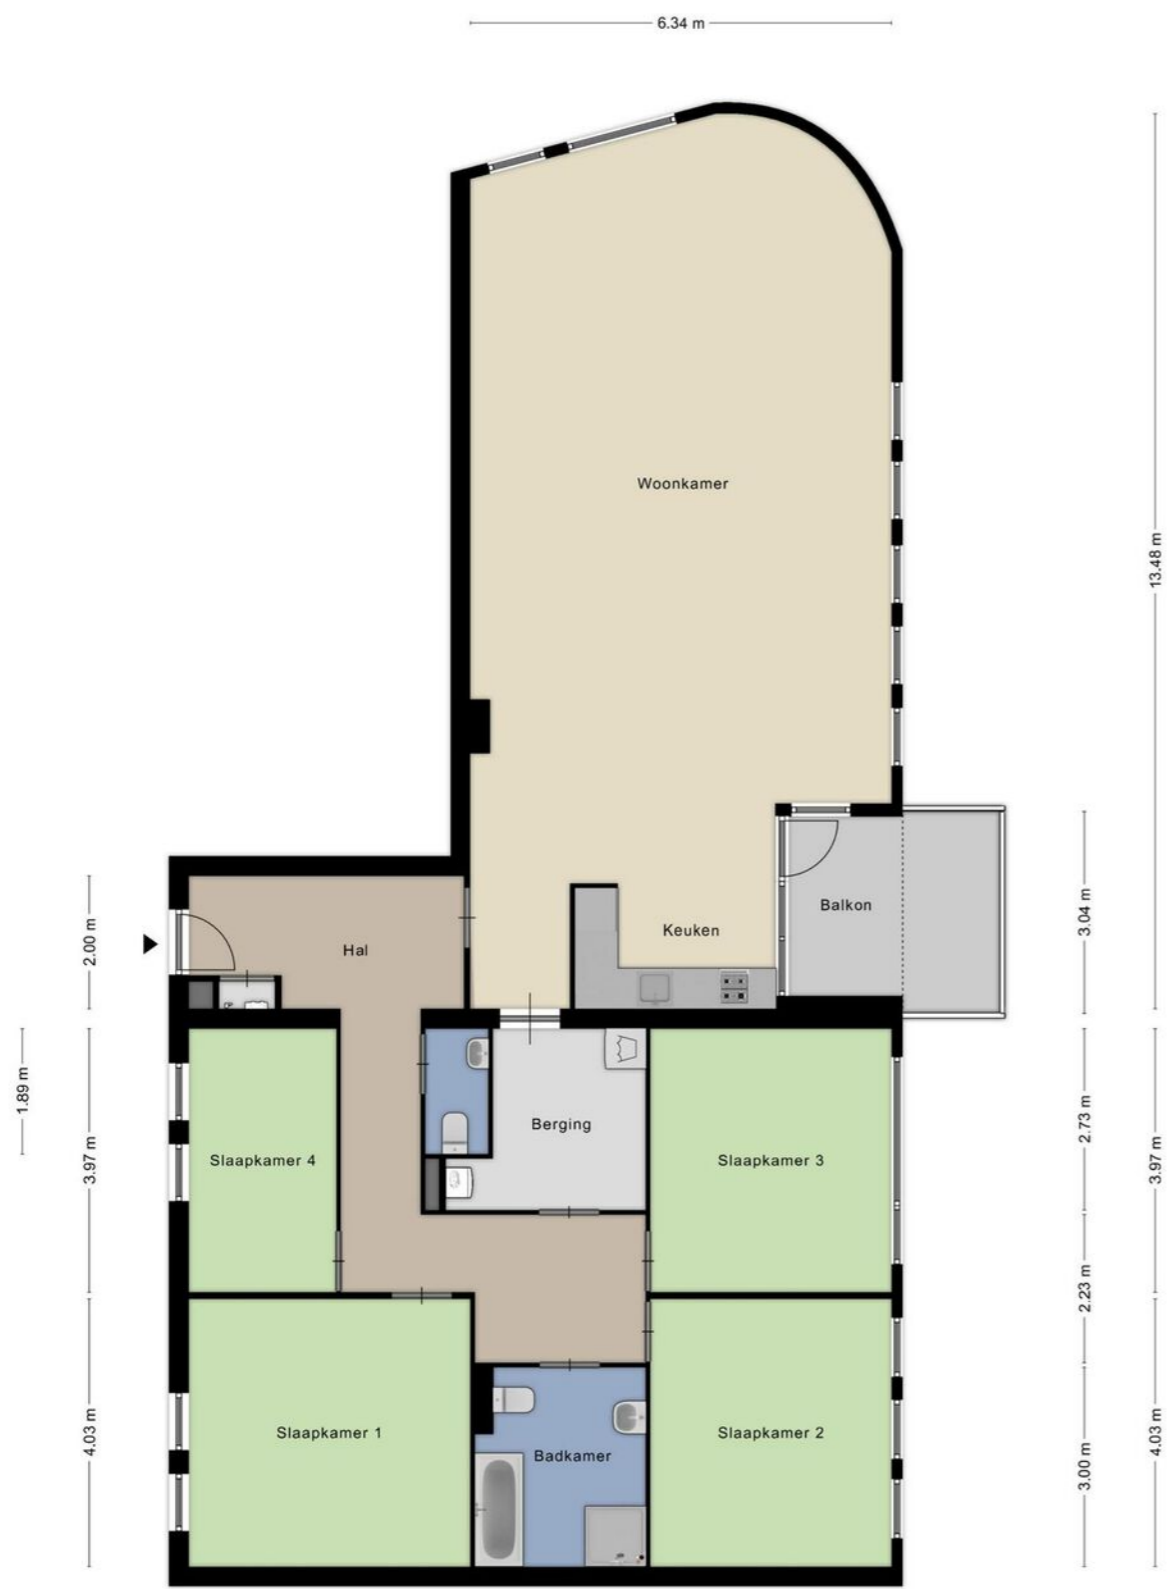 6.34 m
13.48 m
Woonkamer
Balkon
Keuken
Hal
2.00 m
3.04 m
1.89 m
3.97 m
2.73 m
3.97 m
Berging
Slaapkamer 4
Slaapkamer 3
2.23 m
4.03 m
Slaapkamer 1
Badkamer
Slaapkamer 2
3.00 m
4.03 m